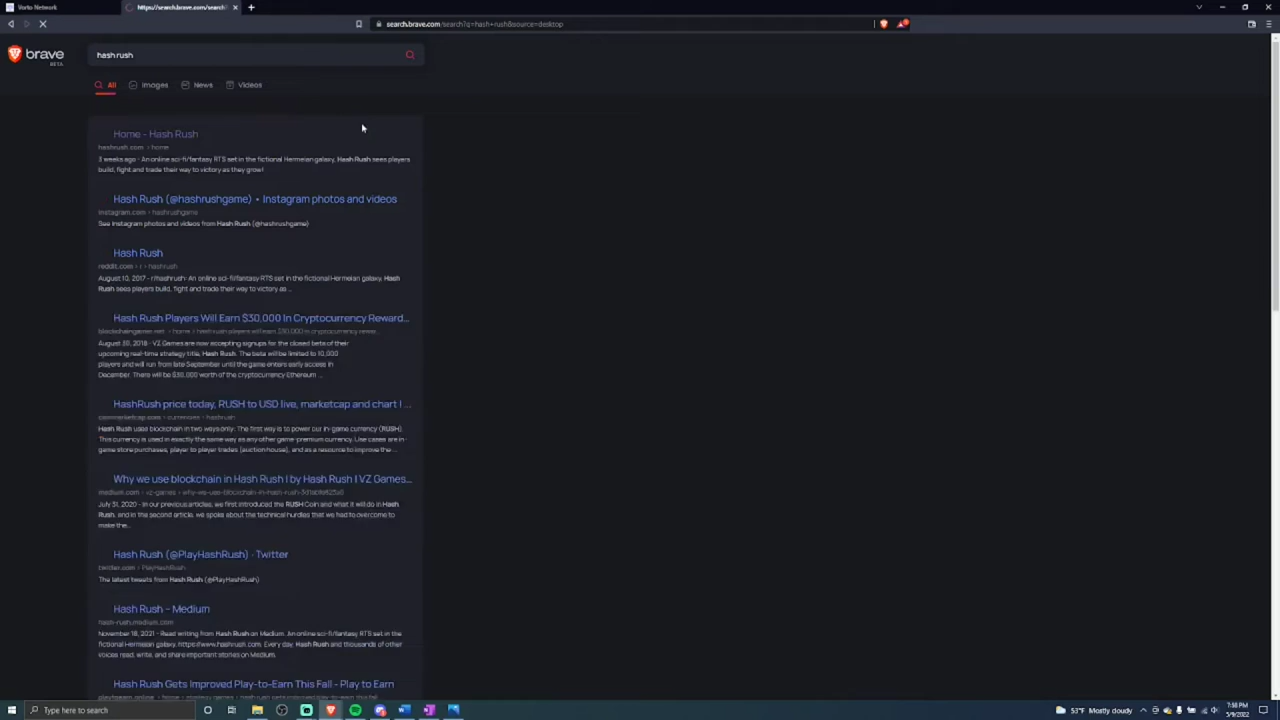 Vorto Network
https://search.brave.com/search?
search.brave.com/search?q=hash+rush&source=desktop
brave
BETA
hash rush
All
Images
News
Videos
Home - Hash Rush
hashrush.com › home
3 weeks ago - An online sci-fi/fantasy RTS set in the fictional Hermeian galaxy, Hash Rush sees players
build, fight and trade their way to victory as they grow!
Hash Rush (@hashrushgame) • Instagram photos and videos
instagram.com › hashrushgame
See Instagram photos and videos from Hash Rush (@hashrushgame)
Hash Rush
reddit.com › r › hashrush
August 10, 2017 - r/hashrush: An online sci-fi/fantasy RTS set in the fictional Hermeian galaxy, Hash
Rush sees players build, fight and trade their way to victory as ...
Hash Rush Players Will Earn $30,000 In Cryptocurrency Reward...
blockchaingamer.net › home › hash rush players will earn $30,000 in cryptocurrency rewar...
August 30, 2018 - VZ Games are now accepting signups for the closed beta of their
upcoming real-time strategy title, Hash Rush. The beta will be limited to 10,000
players and will run from late September until the game enters early access in
December. There will be $30,000 worth of the cryptocurrency Ethereum ...
HashRush price today, RUSH to USD live, marketcap and chart | ...
coinmarketcap.com › currencies › hashrush
Hash Rush uses blockchain in two ways only: The first way is to power our in-game currency (RUSH).
This currency is used in exactly the same way as any other game-premium currency. Use cases are in-
game store purchases, player to player trades (auction house), and as a resource to improve the ...
Why we use blockchain in Hash Rush | by Hash Rush | VZ Games...
July 31, 2020 - In our previous articles, we first introduced the RUSH Coin and what it will do in Hash
Rush, and in the second article, we spoke about the technical hurdles that we had to overcome to
make the...
Hash Rush (@PlayHashRush) · Twitter
twitter.com › PlayHashRush
The latest tweets from Hash Rush (@PlayHashRush)
Hash Rush – Medium
hash-rush.medium.com
November 18, 2021 - Read writing from Hash Rush on Medium. An online sci-fi/fantasy RTS set in the
fictional Hermeian galaxy. https://www.hashrush.com. Every day, Hash Rush and thousands of other
voices read, write, and share important stories on Medium.
Hash Rush Gets Improved Play-to-Earn This Fall - Play to Earn
Type here to search
53°F Mostly cloudy
7:58 PM
5/9/2022